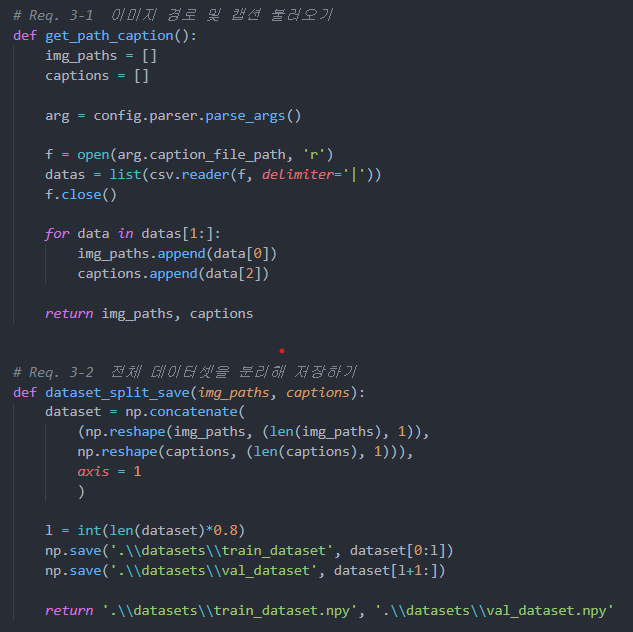 # Req. 3-1  이미지 경로 및 캡션 불러오기
def get_path_caption():
    img_paths = []
    captions = []
    arg = config.parser.parse_args()
    f = open(arg.caption_file_path, 'r')
    datas = list(csv.reader(f, delimiter='|'))
    f.close()
    for data in datas[1:]:
        img_paths.append(data[0])
        captions.append(data[2])
    return img_paths, captions
# Req. 3-2  전체 데이터셋을 분리해 저장하기
def dataset_split_save(img_paths, captions):
    dataset = np.concatenate(
        (np.reshape(img_paths, (len(img_paths), 1)),
        np.reshape(captions, (len(captions), 1))),
        axis = 1
        )
    l = int(len(dataset)*0.8)
    np.save('.\\datasets\\train_dataset', dataset[0:l])
    np.save('.\\datasets\\val_dataset', dataset[l+1:])
    return '.\\datasets\\train_dataset.npy', '.\\datasets\\val_dataset.npy'